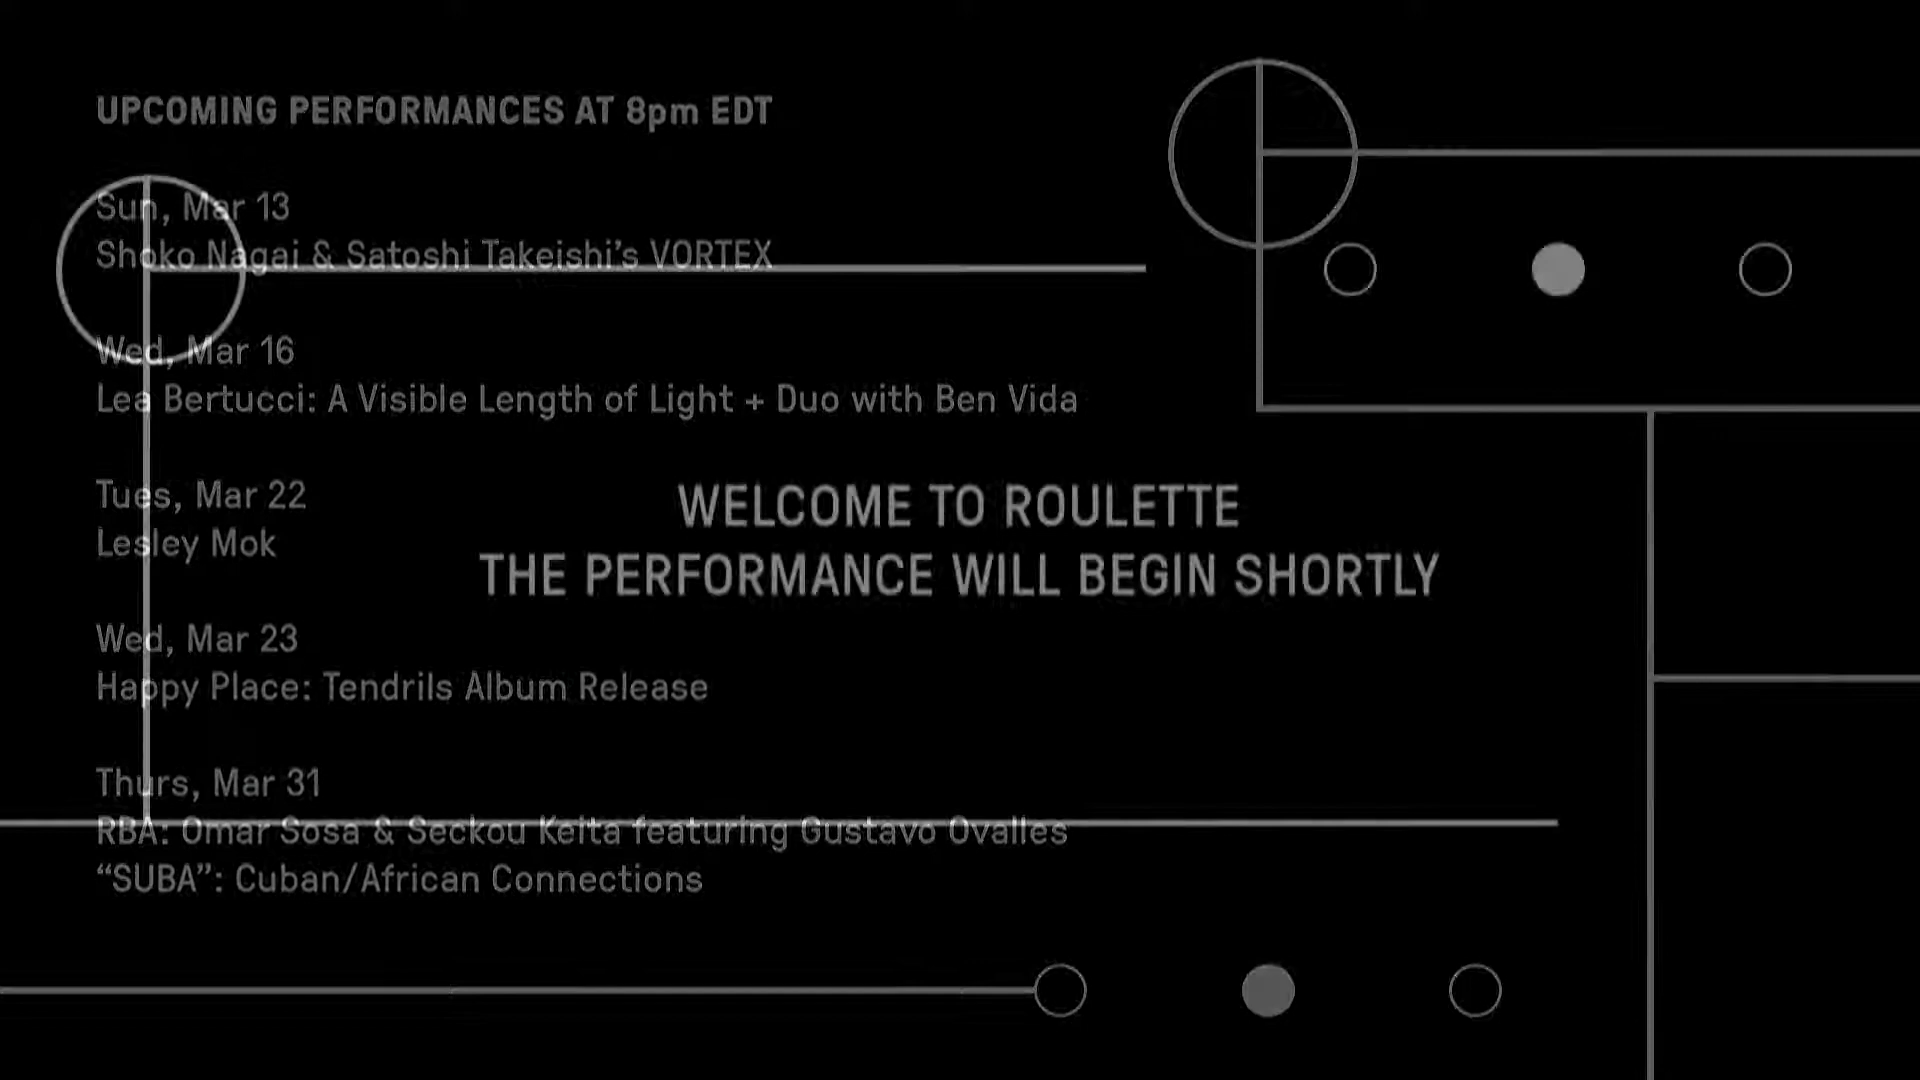 UPCOMING PERFORMANCES AT 8pm EDT
Sun, Mar 13
Shoko Nagai & Satoshi Takeishi’s VORTEX
Wed, Mar 16
Lea Bertucci: A Visible Length of Light + Duo with Ben Vida
Tues, Mar 22
Lesley Mok
WELCOME TO ROULETTE
THE PERFORMANCE WILL BEGIN SHORTLY
Wed, Mar 23
Happy Place: Tendrils Album Release
Thurs, Mar 31
RBA: Omar Sosa & Seckou Keita featuring Gustavo Ovalles
“SUBA”: Cuban/African Connections